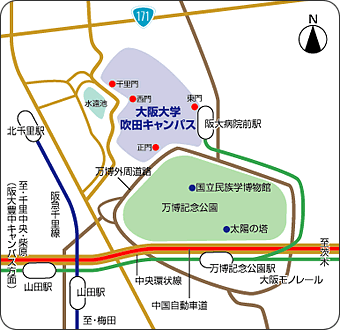 171
N
千里門
西門
東門
水遠池
大阪大学
吹田キャンパス
阪大病院前駅
正門
北千里駅
万博外周道路
国立民族学博物館
万博記念公園
太陽の塔
阪急千里線
至・千里中央・柴原
(阪大豊中キャンパス方面)
至・茨木
山田駅
山田駅
中央環状線
万博記念公園駅
大阪モノレール
中国自動車道
至・梅田